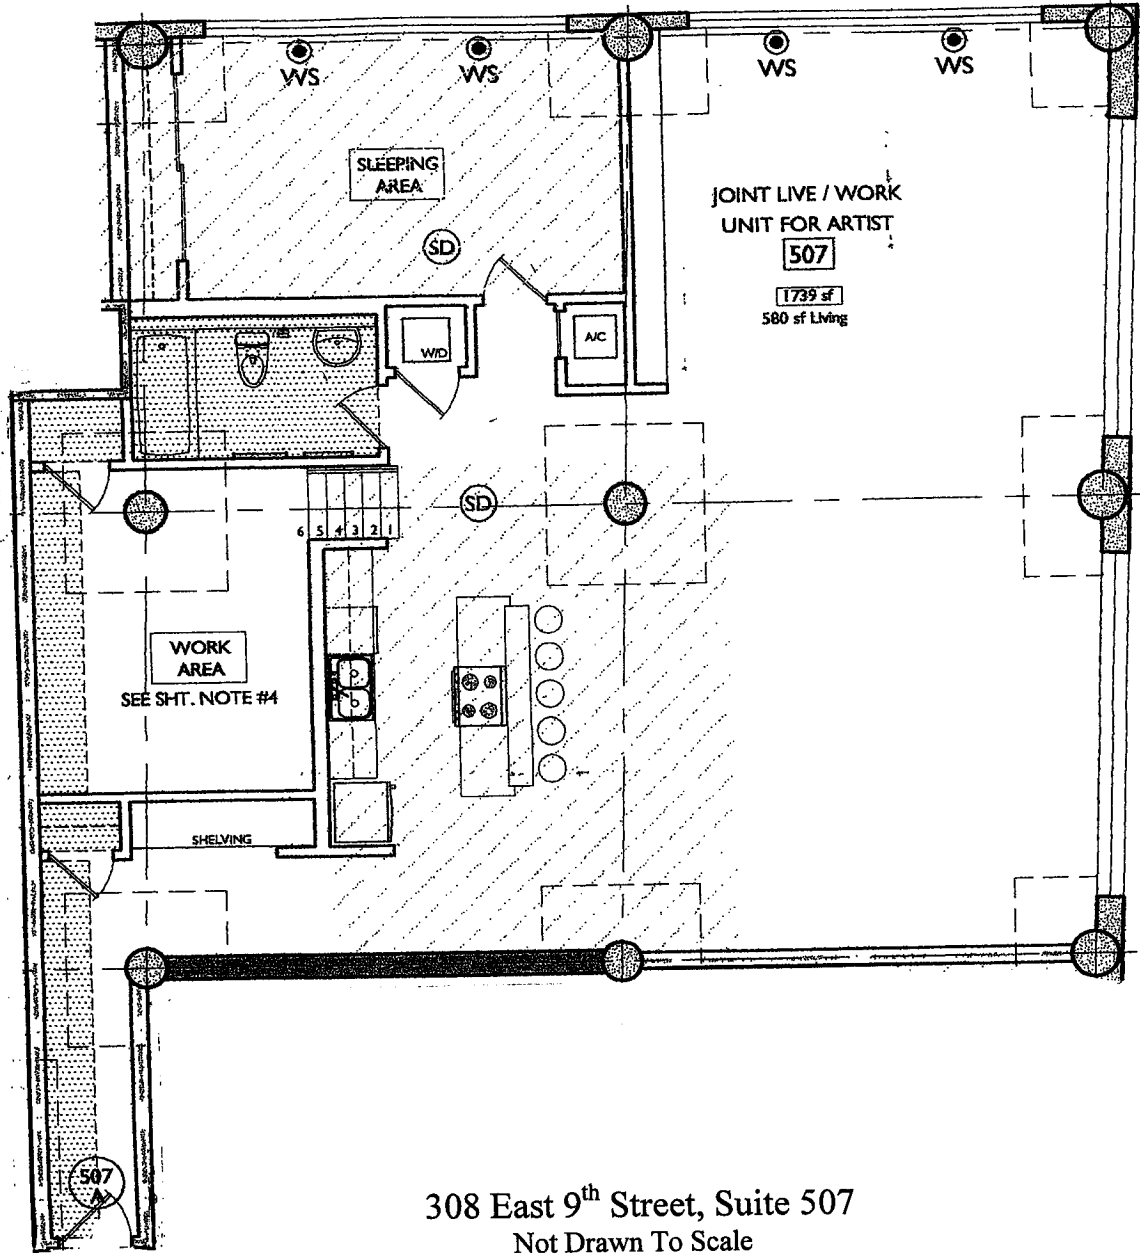 WS
WS
WS
WS
SLEEPING
AREA
SD
JOINT LIVE / WORK
UNIT FOR ARTIST
507
1739 sf
580 sf Living
W/D
A/C
SD
6 5 4 3 2 1
WORK
AREA
SEE SHT. NOTE #4
SHELVING
507
A
308 East 9th Street, Suite 507
Not Drawn To Scale